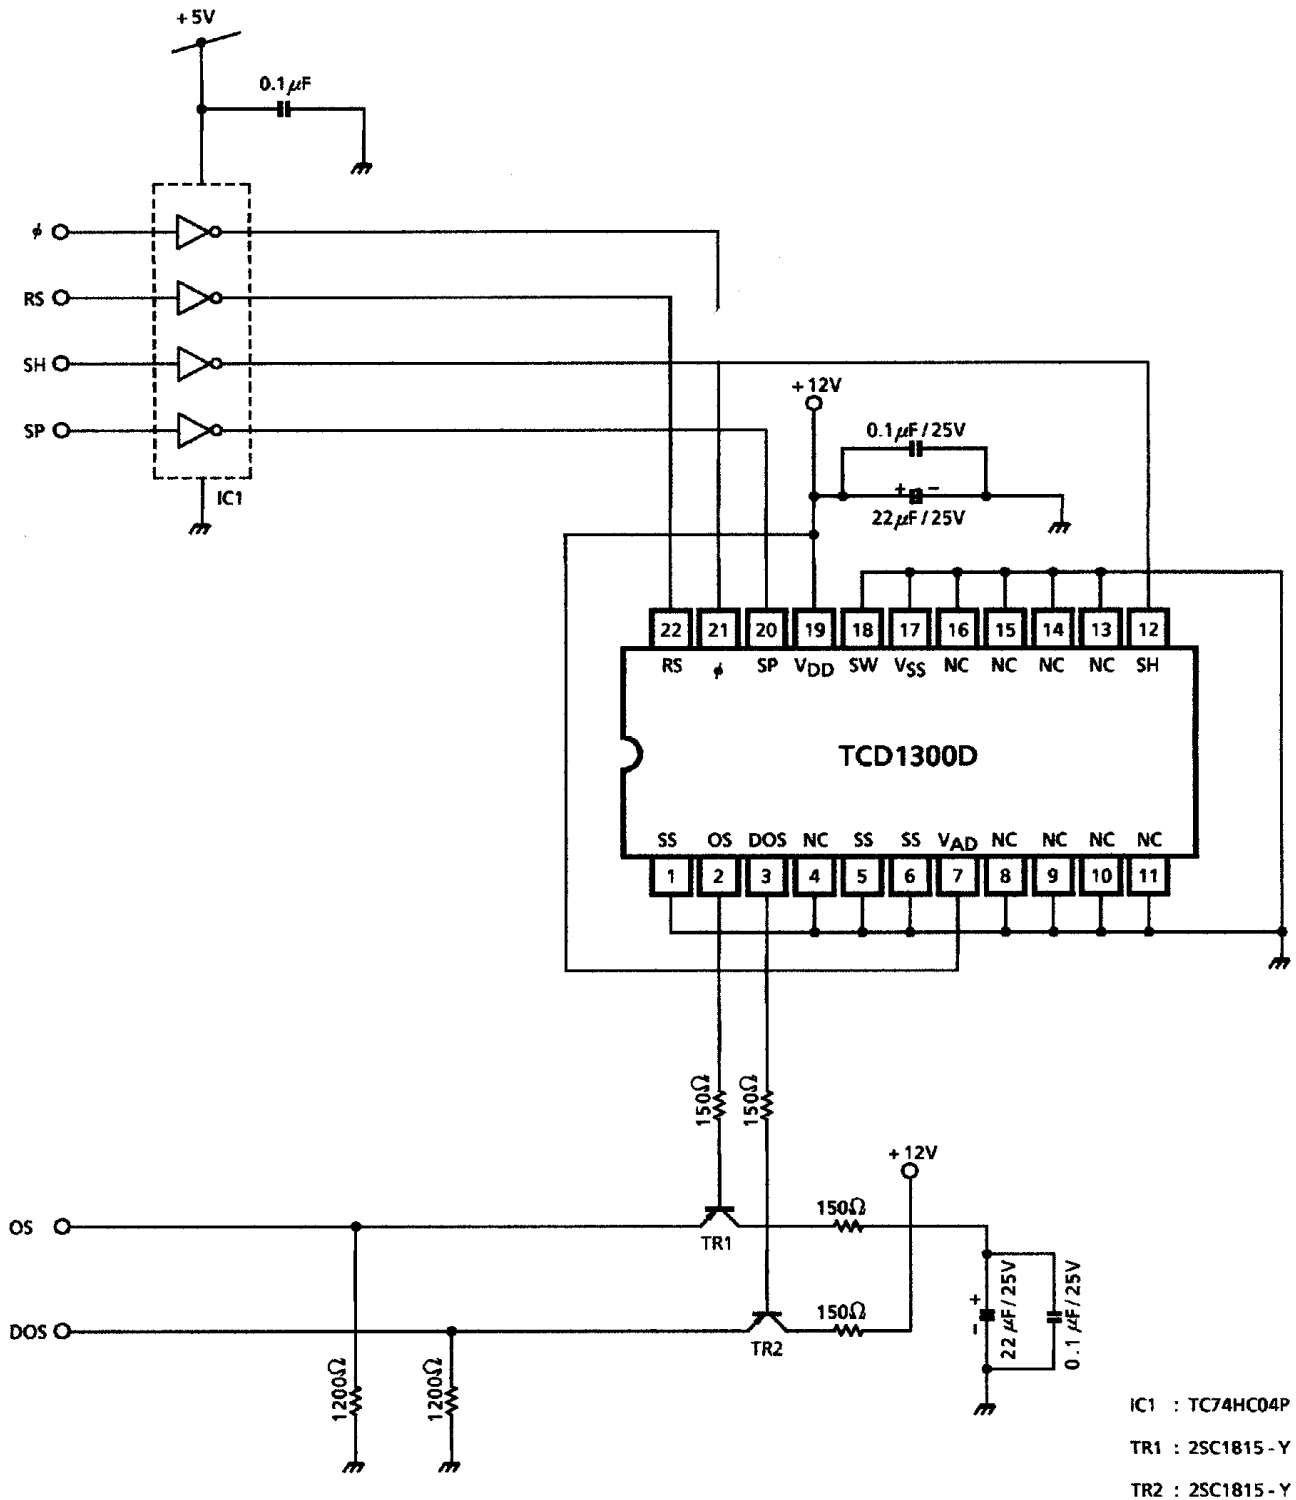 +5V
0.1μF
ϕ
RS
SH
SP
IC1
+12V
0.1μF/25V
+ −
22μF/25V
22 21 20 19 18 17 16 15 14 13 12
RS ϕ SP VDD SW VSS NC NC NC NC SH
TCD1300D
SS OS DOS NC SS SS VAD NC NC NC NC
1 2 3 4 5 6 7 8 9 10 11
150Ω
150Ω
+12V
OS
TR1
150Ω
DOS
TR2
150Ω
+
−
22μF/25V
0.1μF/25V
1200Ω
1200Ω
IC1 : TC74HC04P
TR1 : 2SC1815-Y
TR2 : 2SC1815-Y